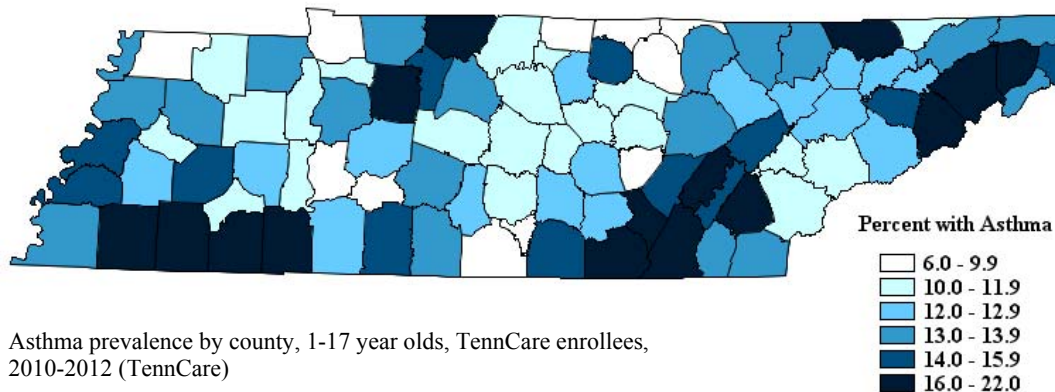 Percent with Asthma
6.0 - 9.9
10.0 - 11.9
12.0 - 12.9
13.0 - 13.9
14.0 - 15.9
16.0 - 22.0
Asthma prevalence by county, 1-17 year olds, TennCare enrollees,
2010-2012 (TennCare)